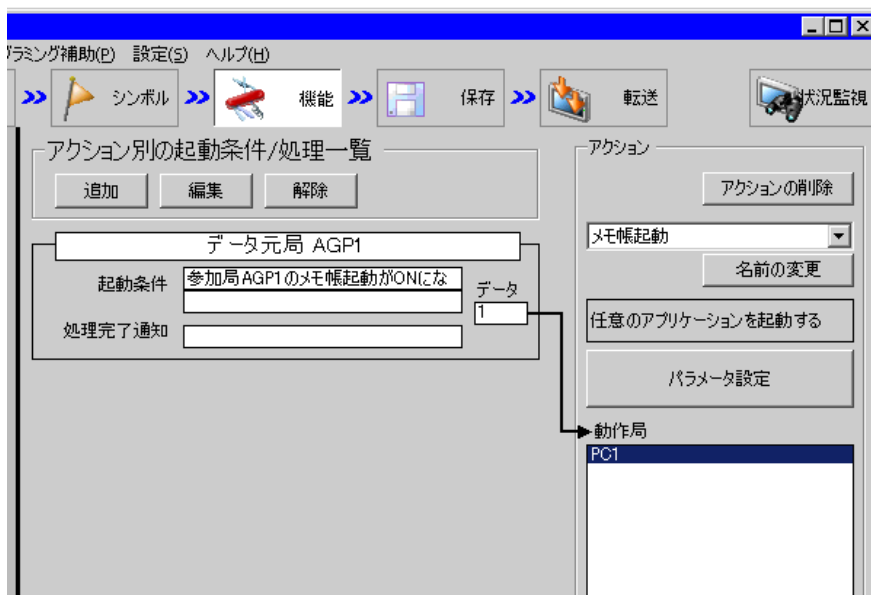 グラミング補助(P) 設定(S) ヘルプ(H)
シンボル 機能 保存 転送 状況監視
アクション別の起動条件/処理一覧
追加 編集 解除
データ元局 AGP1
起動条件 参加局AGP1のメモ帳起動がONにな
データ
1
処理完了通知
アクション
アクションの削除
メモ帳起動
名前の変更
任意のアプリケーションを起動する
パラメータ設定
動作局
PC1